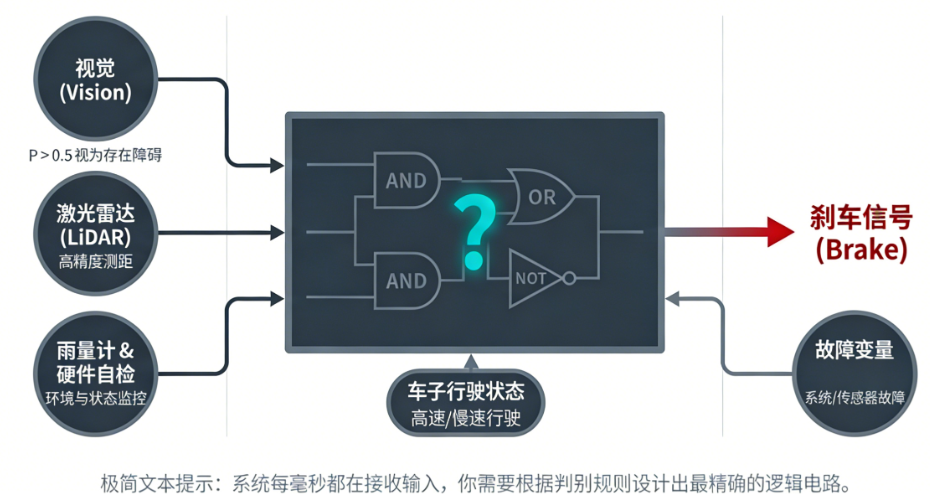 视觉
(Vision)
P>0.5视为存在障碍
激光雷达
(LiDAR)
高精度测距
雨量计&
硬件自检
环境与状态监控
AND
OR
?
AND
NOT
车子行驶状态
高速/慢速行驶
刹车信号
(Brake)
故障变量
系统/传感器故障
极简文本提示：系统每毫秒都在接收输入，你需要根据判别规则设计出最精确的逻辑电路。